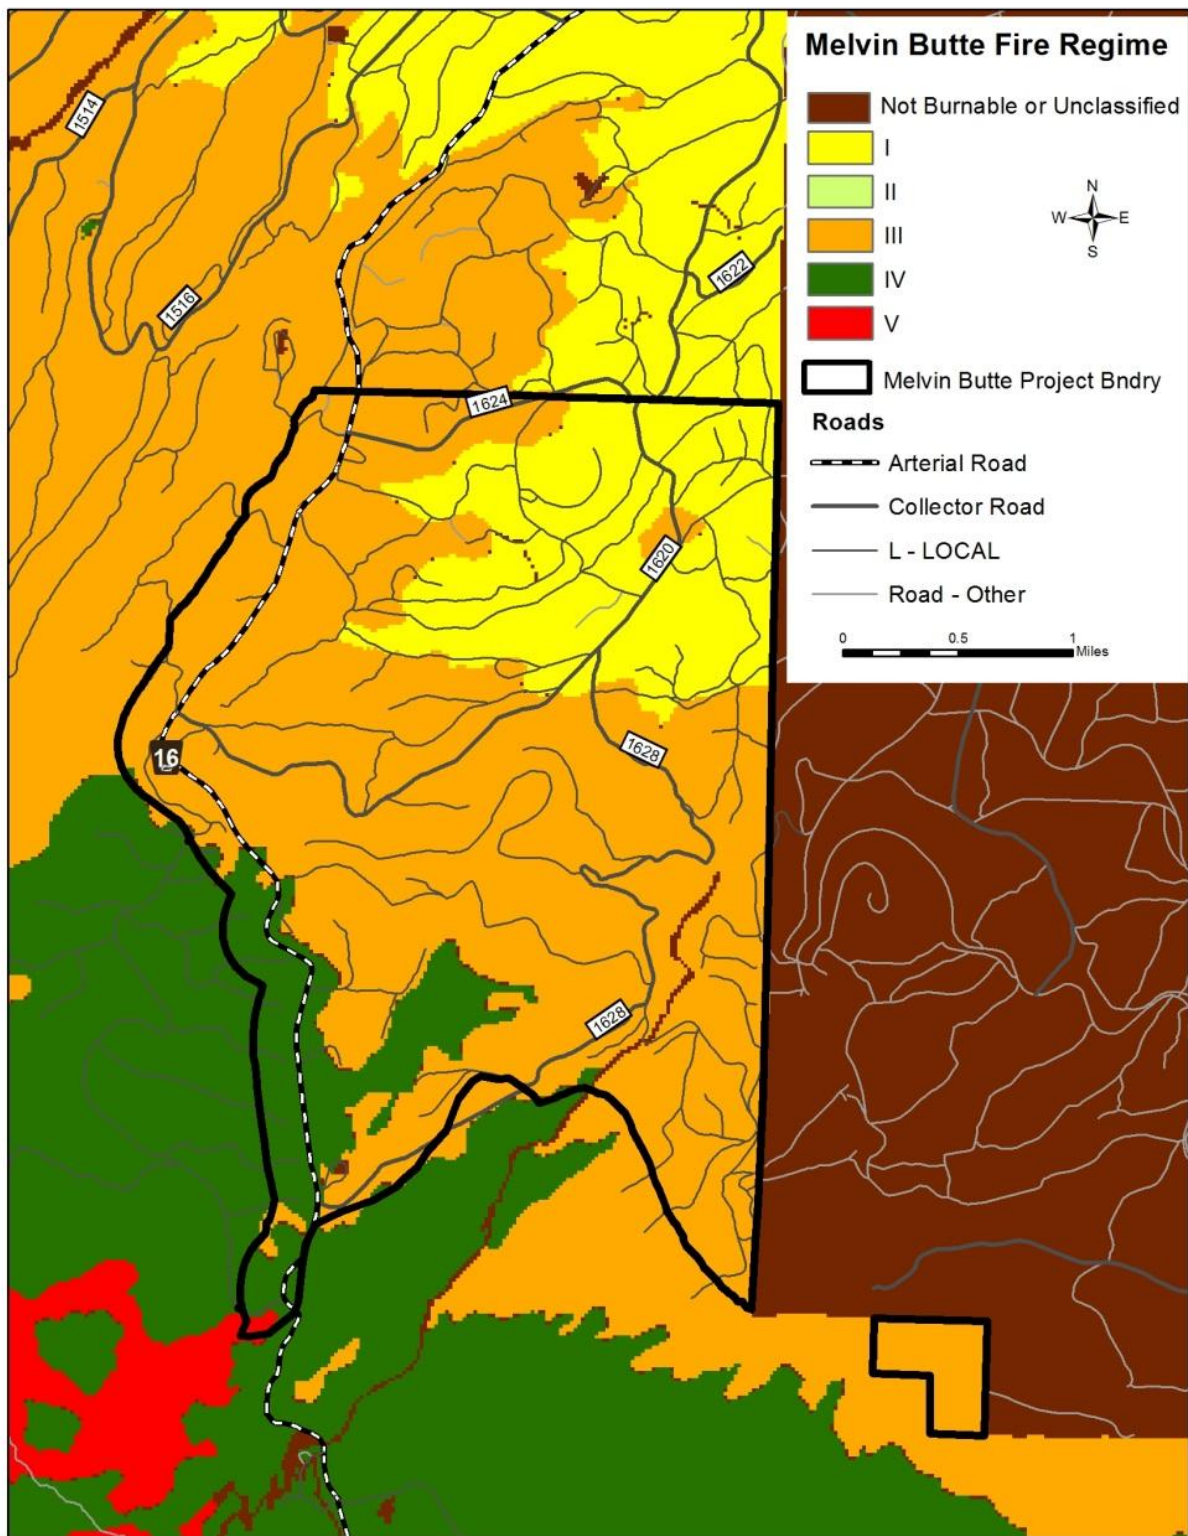 Melvin Butte Fire Regime
Not Burnable or Unclassified
I
II
III
IV
V
N
W E
S
Melvin Butte Project Bndry
Roads
Arterial Road
Collector Road
L - LOCAL
Road - Other
0 0.5 1
Miles
1514
1516
1622
1624
1620
1628
16
1628